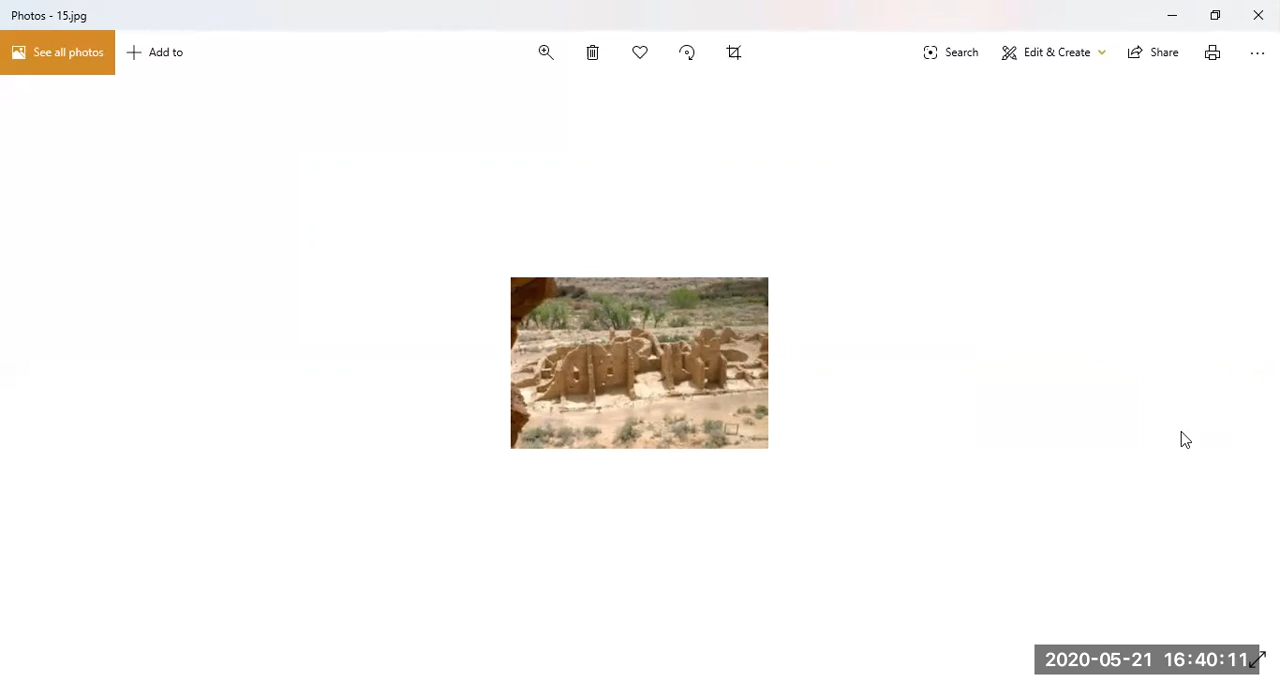 Photos - 15.jpg
See all photos
Add to
Search
Edit & Create
Share
2020-05-21 16:40:11